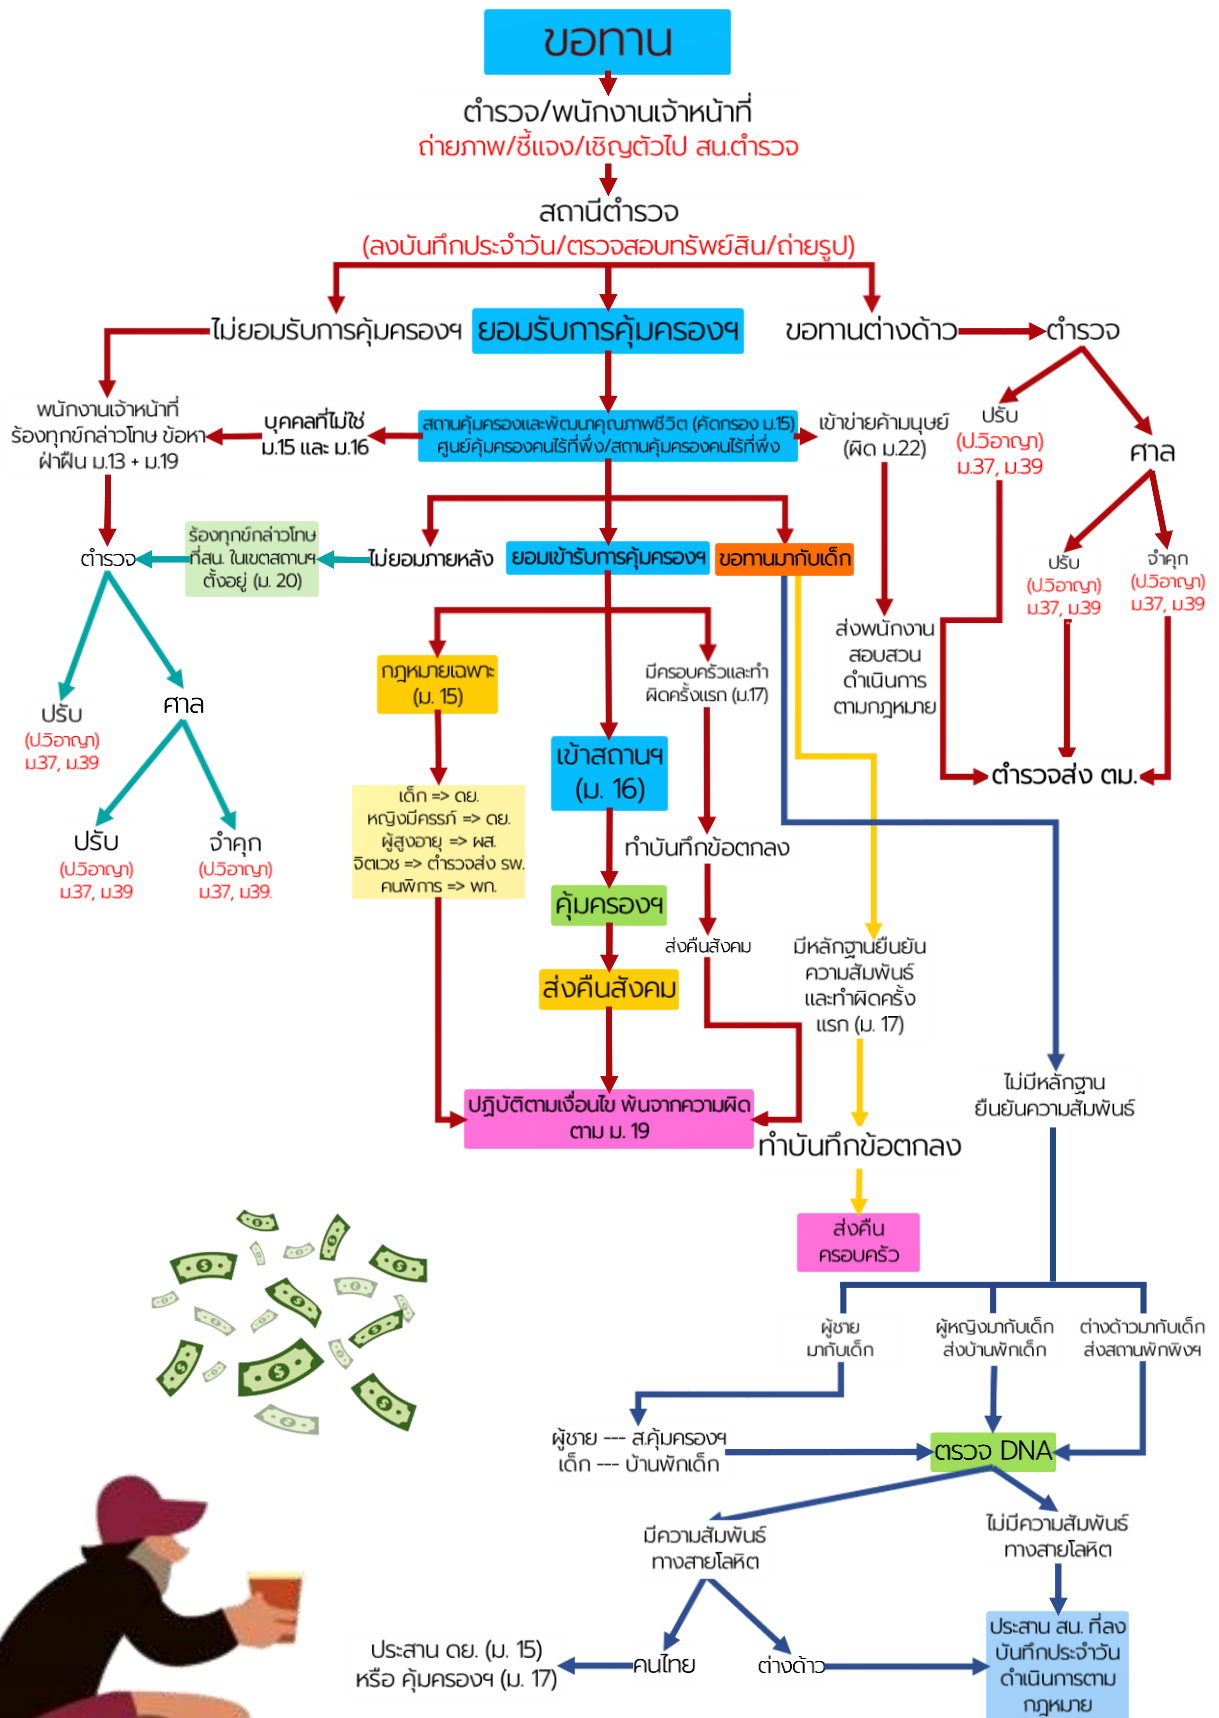 ขอทาน
ตำรวจ/พนักงานเจ้าหน้าที่
ถ่ายภาพ/ชี้แจง/เชิญตัวไป สน.ตำรวจ
สถานีตำรวจ
(ลงบันทึกประจำวัน/ตรวจสอบทรัพย์สิน/ถ่ายรูป)
ไม่ยอมรับการคุ้มครองฯ
ยอมรับการคุ้มครองฯ
ขอทานต่างด้าว
ตำรวจ
พนักงานเจ้าหน้าที่
ร้องทุกข์กล่าวโทษ ข้อหา
ฝ่าฝืน ม.13 + ม.19
บุคคลที่ไม่ใช่
ม.15 และ ม.16
สถานคุ้มครองและพัฒนาคุณภาพชีวิต (คัดกรอง ม.15)
ศูนย์คุ้มครองคนไร้ที่พึ่ง/สถานคุ้มครองคนไร้ที่พึ่ง
เข้าข่ายค้ามนุษย์
(ผิด ม.22)
ปรับ
(ป.วิอาญา)
ม.37, ม.39
ศาล
ตำรวจ
ร้องทุกข์กล่าวโทษ
ที่สน. ในเขตสถานฯ
ตั้งอยู่ (ม. 20)
ไม่ยอมภายหลัง
ยอมเข้ารับการคุ้มครองฯ
ขอทานมากับเด็ก
ปรับ
(ป.วิอาญา)
ม.37, ม.39
จำคุก
(ป.วิอาญา)
ม.37, ม.39
ส่งพนักงาน
สอบสวน
ดำเนินการ
ตามกฎหมาย
กฎหมายเฉพาะ
(ม. 15)
มีครอบครัวและทำ
ผิดครั้งแรก (ม.17)
ปรับ
(ป.วิอาญา)
ม.37, ม.39
ศาล
เข้าสถานฯ
(ม. 16)
ตำรวจส่ง ตม.
เด็ก => ดย.
หญิงมีครรภ์ => ดย.
ผู้สูงอายุ => ผส.
จิตเวช => ตำรวจส่ง รพ.
คนพิการ => พก.
ปรับ
(ป.วิอาญา)
ม.37, ม.39
จำคุก
(ป.วิอาญา)
ม.37, ม.39.
ทำบันทึกข้อตกลง
คุ้มครองฯ
ส่งคืนสังคม
ส่งคืนสังคม
มีหลักฐานยืนยัน
ความสัมพันธ์
และทำผิดครั้ง
แรก (ม. 17)
ไม่มีหลักฐาน
ยืนยันความสัมพันธ์
ปฏิบัติตามเงื่อนไข พ้นจากความผิด
ตาม ม. 19
ทำบันทึกข้อตกลง
ส่งคืน
ครอบครัว
ผู้ชาย
มากับเด็ก
ผู้หญิงมากับเด็ก
ส่งบ้านพักเด็ก
ต่างด้าวมากับเด็ก
ส่งสถานพักพิงฯ
ผู้ชาย --- ส.คุ้มครองฯ
เด็ก --- บ้านพักเด็ก
ตรวจ DNA
มีความสัมพันธ์
ทางสายโลหิต
ไม่มีความสัมพันธ์
ทางสายโลหิต
ประสาน ดย. (ม. 15)
หรือ คุ้มครองฯ (ม. 17)
คนไทย
ต่างด้าว
ประสาน สน. ที่ลง
บันทึกประจำวัน
ดำเนินการตาม
กฎหมาย